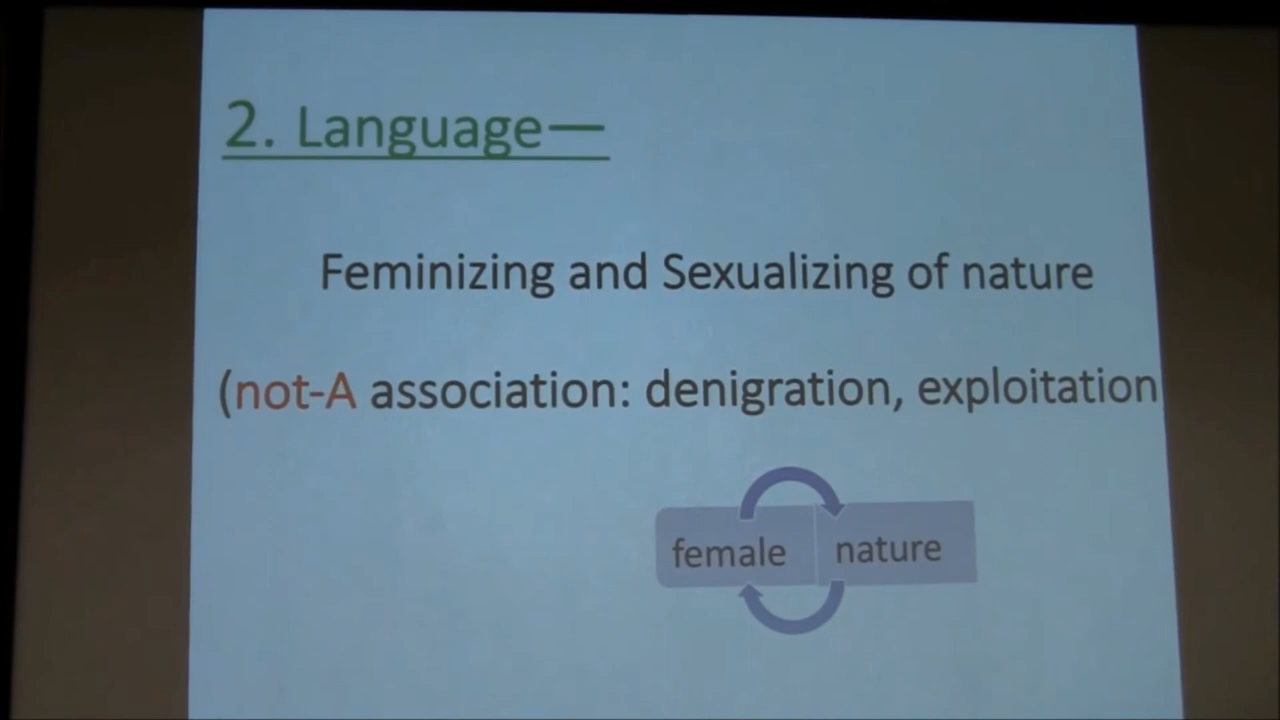 2. Language—
Feminizing and Sexualizing of nature
(not-A association: denigration, exploitation
female nature